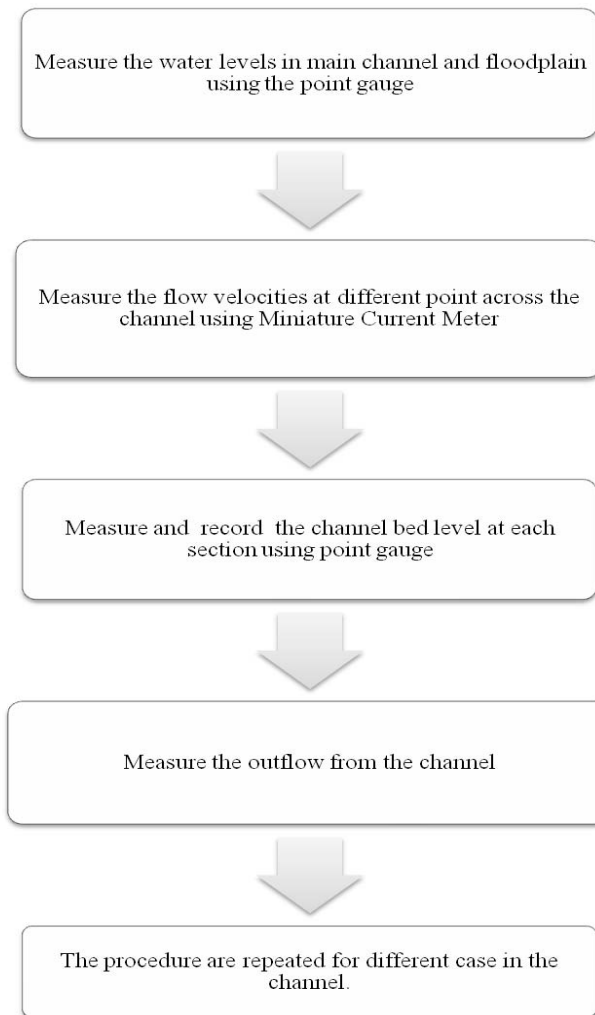 Measure the water levels in main channel and floodplain
using the point gauge
Measure the flow velocities at different point across the
channel using Miniature Current Meter
Measure and record the channel bed level at each
section using point gauge
Measure the outflow from the channel
The procedure are repeated for different case in the
channel.